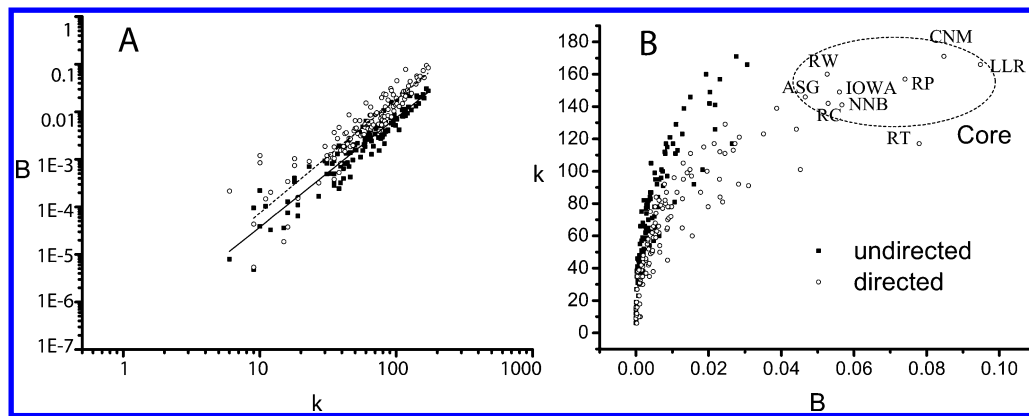 A
B
1
0.1
0.01
1E-3
1E-4
1E-5
1E-6
1E-7
B
1 10 100 1000
k
180
160
140
120
100
80
60
40
20
0
k
CNM
RW
LLR
ASG
IOWA
RP
NNB
RC
RT
Core
undirected
directed
0.00 0.02 0.04 0.06 0.08 0.10
B